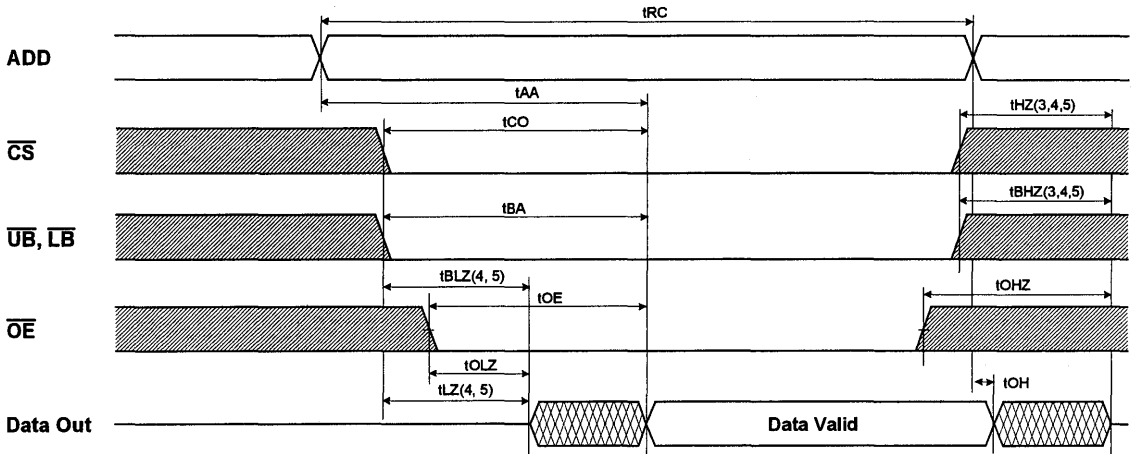 tRC
ADD
tAA
tHZ(3,4,5)
tCO
CS
tBHZ(3,4,5)
tBA
UB, LB
tBLZ(4, 5)
tOE
tOHZ
OE
tOLZ
tOH
tLZ(4, 5)
Data Out
Data Valid